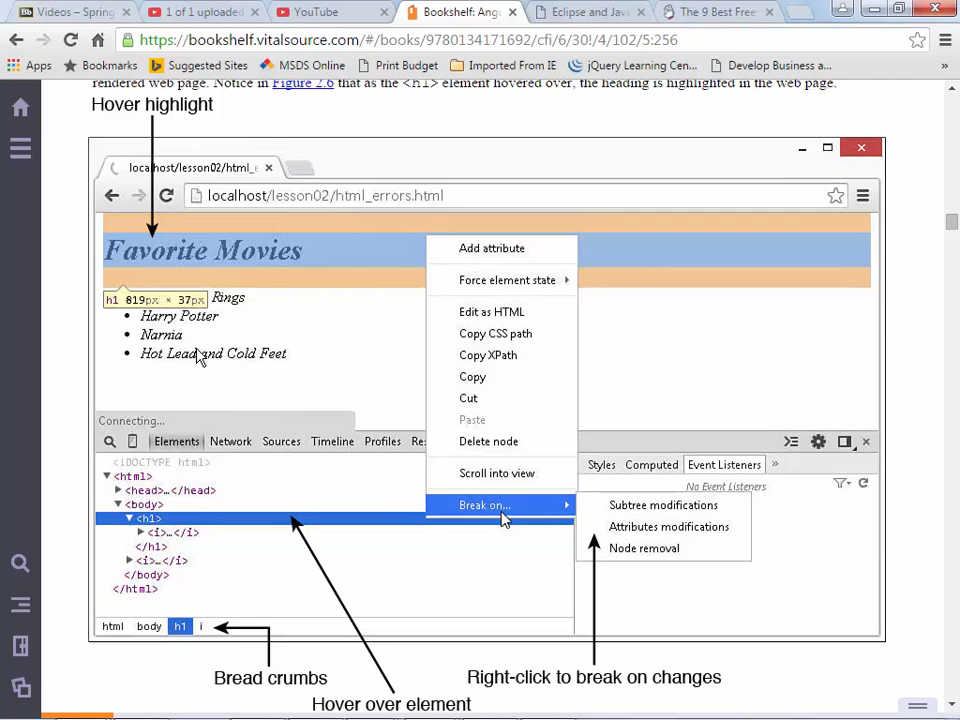 Videos – Spring
1 of 1 uploaded
YouTube
Bookshelf: Angu
Eclipse and Java
The 9 Best Free
https://bookshelf.vitalsource.com/#/books/9780134171692/cfi/6/30!/4/102/5:256
Apps Bookmarks Suggested Sites MSDS Online Print Budget Imported From IE jQuery Learning Cen Develop Business a »
rendered web page. Notice in Figure 2.6 that as the <h1> element hovered over, the heading is highlighted in the web page.
Hover highlight
localhost/lesson02/html_e
localhost/lesson02/html_errors.html
Favorite Movies
h1 819px × 37px
Rings
Harry Potter
Narnia
Hot Lead and Cold Feet
Add attribute
Force element state
Edit as HTML
Copy CSS path
Copy XPath
Copy
Cut
Paste
Delete node
Scroll into view
Break on...
Subtree modifications
Attributes modifications
Node removal
Connecting...
Elements Network Sources Timeline Profiles Re
Styles Computed Event Listeners »
No Event Listeners
<!DOCTYPE html>
<html>
<head>…</head>
<body>
<h1>
<i>…</i>
</h1>
<i>…</i>
</body>
</html>
html body h1 i
Bread crumbs
Hover over element
Right-click to break on changes